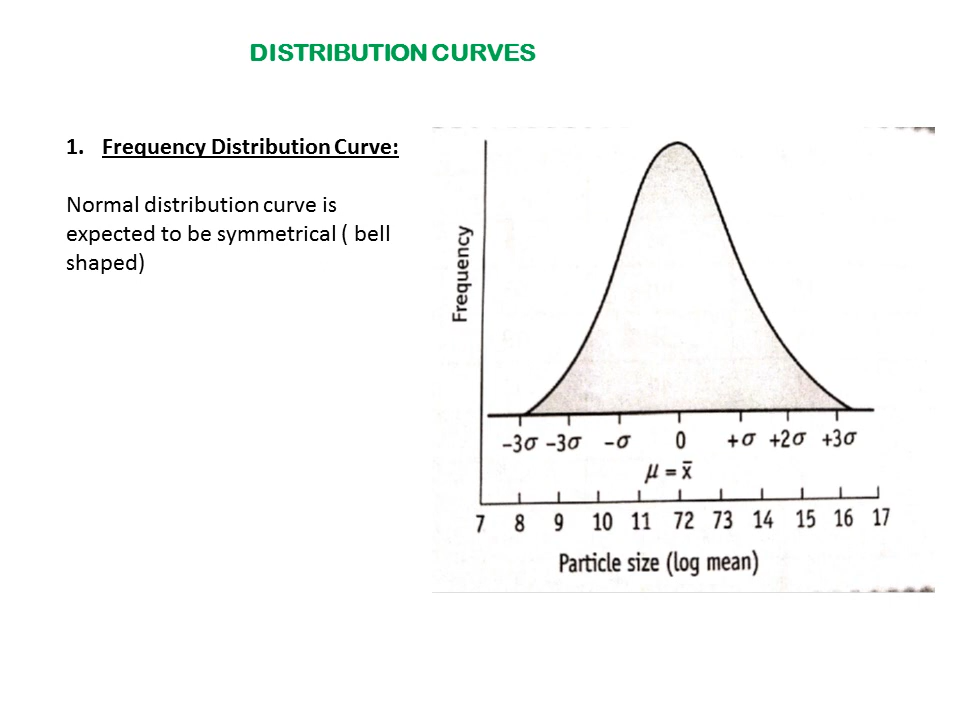 DISTRIBUTION CURVES
1. Frequency Distribution Curve:
Normal distribution curve is
expected to be symmetrical ( bell
shaped)
Frequency
-3σ -3σ -σ 0 +σ +2σ +3σ
μ = x̄
7 8 9 10 11 72 73 14 15 16 17
Particle size (log mean)